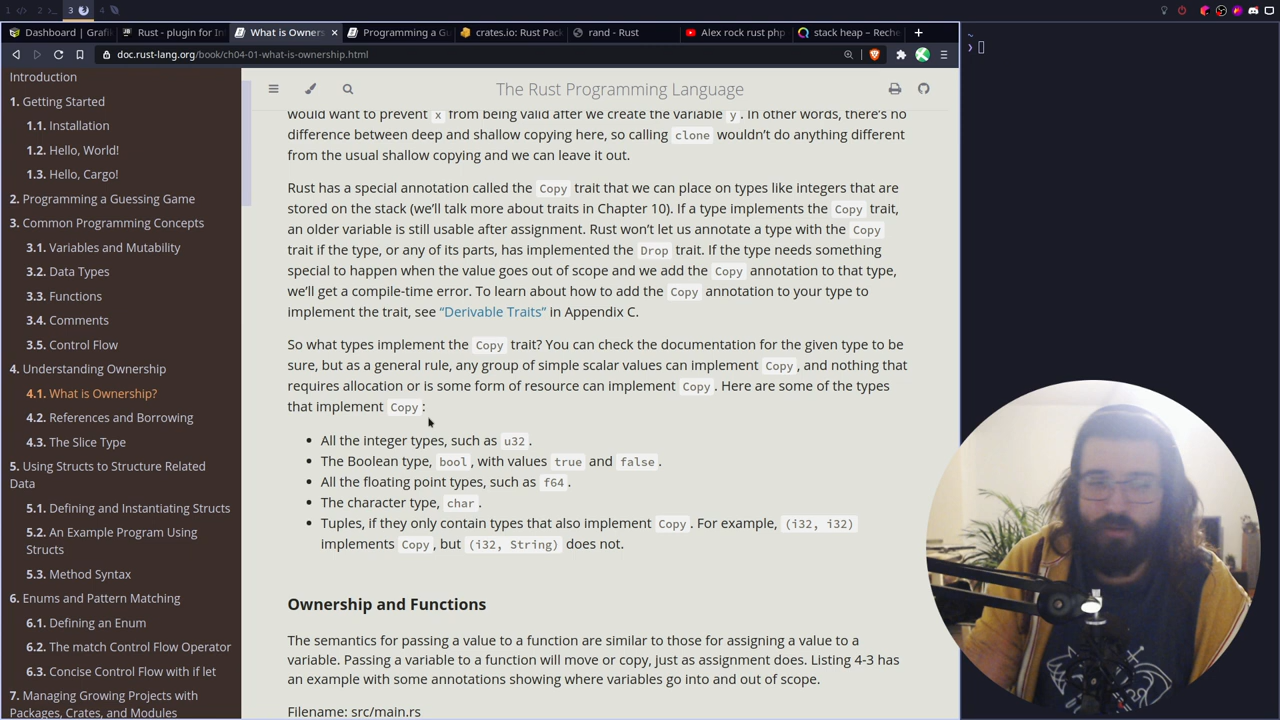 1
2
3
4
Dashboard | Grafi
Rust - plugin for In
What is Owners
Programming a Gu
crates.io: Rust Pack
rand - Rust
Alex rock rust php
stack heap – Reche
doc.rust-lang.org/book/ch04-01-what-is-ownership.html
~
❯
Introduction
1. Getting Started
1.1. Installation
1.2. Hello, World!
1.3. Hello, Cargo!
2. Programming a Guessing Game
3. Common Programming Concepts
3.1. Variables and Mutability
3.2. Data Types
3.3. Functions
3.4. Comments
3.5. Control Flow
4. Understanding Ownership
4.1. What is Ownership?
4.2. References and Borrowing
4.3. The Slice Type
5. Using Structs to Structure Related
Data
5.1. Defining and Instantiating Structs
5.2. An Example Program Using
Structs
5.3. Method Syntax
6. Enums and Pattern Matching
6.1. Defining an Enum
6.2. The match Control Flow Operator
6.3. Concise Control Flow with if let
7. Managing Growing Projects with
Packages, Crates, and Modules
The Rust Programming Language
would want to prevent x from being valid after we create the variable y. In other words, there’s no
difference between deep and shallow copying here, so calling clone wouldn’t do anything different
from the usual shallow copying and we can leave it out.
Rust has a special annotation called the Copy trait that we can place on types like integers that are
stored on the stack (we’ll talk more about traits in Chapter 10). If a type implements the Copy trait,
an older variable is still usable after assignment. Rust won’t let us annotate a type with the Copy
trait if the type, or any of its parts, has implemented the Drop trait. If the type needs something
special to happen when the value goes out of scope and we add the Copy annotation to that type,
we’ll get a compile-time error. To learn about how to add the Copy annotation to your type to
implement the trait, see “Derivable Traits” in Appendix C.
So what types implement the Copy trait? You can check the documentation for the given type to be
sure, but as a general rule, any group of simple scalar values can implement Copy, and nothing that
requires allocation or is some form of resource can implement Copy. Here are some of the types
that implement Copy:
• All the integer types, such as u32.
• The Boolean type, bool, with values true and false.
• All the floating point types, such as f64.
• The character type, char.
• Tuples, if they only contain types that also implement Copy. For example, (i32, i32)
implements Copy, but (i32, String) does not.
Ownership and Functions
The semantics for passing a value to a function are similar to those for assigning a value to a
variable. Passing a variable to a function will move or copy, just as assignment does. Listing 4-3 has
an example with some annotations showing where variables go into and out of scope.
Filename: src/main.rs